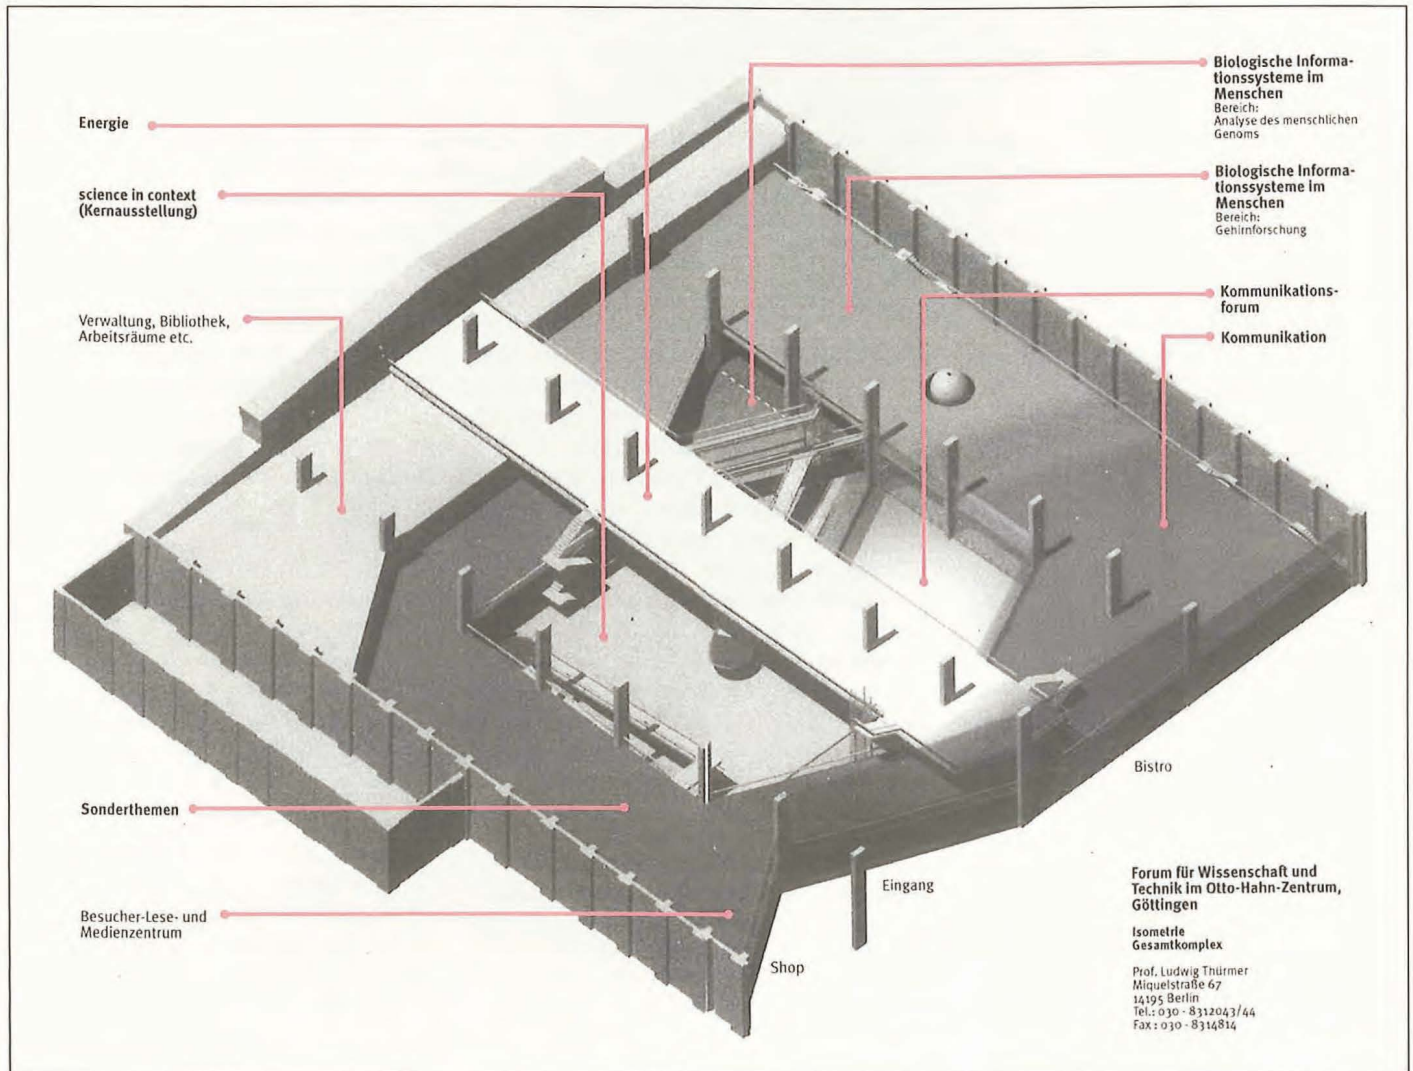 Energie
science in context
(Kernausstellung)
Verwaltung, Bibliothek,
Arbeitsräume etc.
Sonderthemen
Besucher-Lese- und
Medienzentrum
Biologische Informa-
tionssysteme im
Menschen
Bereich:
Analyse des menschlichen
Genoms
Biologische Informa-
tionssysteme im
Menschen
Bereich:
Gehirnforschung
Kommunikations-
forum
Kommunikation
Bistro
Eingang
Shop
Forum für Wissenschaft und
Technik im Otto-Hahn-Zentrum,
Göttingen
Isometrie
Gesamtkomplex
Prof. Ludwig Thürmer
Miquelstraße 67
14195 Berlin
Tel.: 030 - 8312043/44
Fax : 030 - 8314814